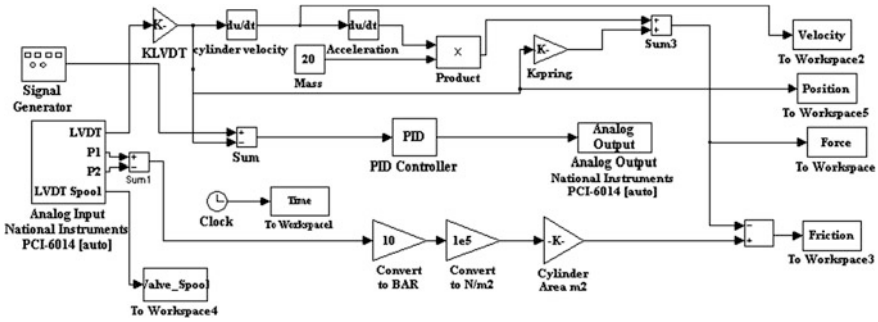 K-
KLVDT
du/dt
cylinder velocity
du/dt
Acceleration
20
Mass
X
Product
K-
Kspring
Sum3
Velocity
To Workspace2
Position
To Workspace5
Force
To Workspace
Signal
Generator
LVDT
P1
P2
LVDT Spool
Analog Input
National Instruments
PCI-6014 [auto]
Sum1
Sum
PID
PID Controller
Analog
Output
Analog Output
National Instruments
PCI-6014 [auto]
Clock
Time
To Workspace1
10
Convert
to BAR
1e5
Convert
to N/m2
-K-
Cylinder
Area m2
Friction
To Workspace3
Valve_Spool
To Workspace4